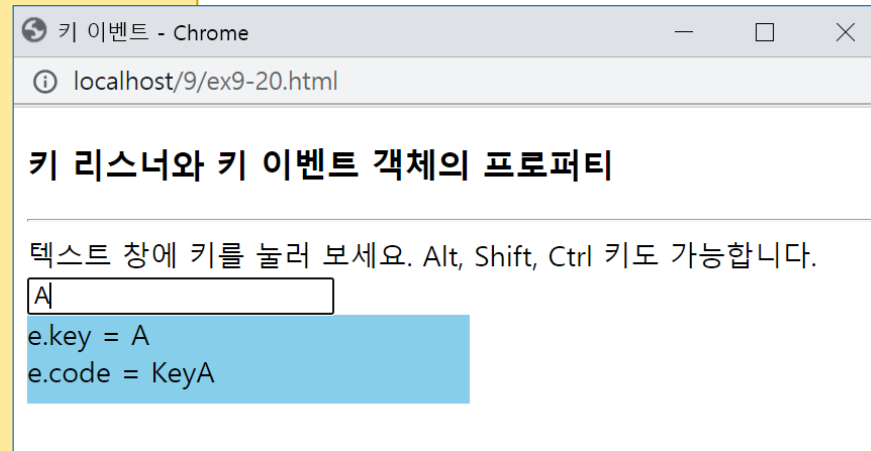 키 이벤트 - Chrome
localhost/9/ex9-20.html
키 리스너와 키 이벤트 객체의 프로퍼티
텍스트 창에 키를 눌러 보세요. Alt, Shift, Ctrl 키도 가능합니다.
A
e.key = A
e.code = KeyA